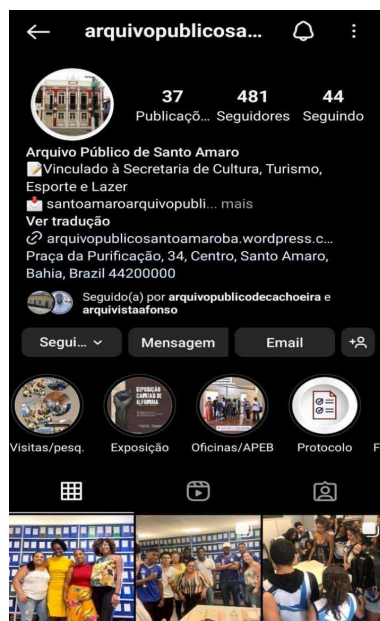 arquivopublicosa...
37
481
44
Publicaçõ... Seguidores Seguindo
Arquivo Público de Santo Amaro
Vinculado à Secretaria de Cultura, Turismo,
Esporte e Lazer
santoamaroarquivopubli... mais
Ver tradução
arquivopublicosantoamaroba.wordpress.c...
Praça da Purificação, 34, Centro, Santo Amaro,
Bahia, Brazil 44200000
Seguido(a) por arquivopublicodecachoeira e
arquivistaafonso
Segui...
Mensagem
Email
EXPOSIÇÃO
Visitas/pesq.
Exposição
Oficinas/APEB
Protocolo
F